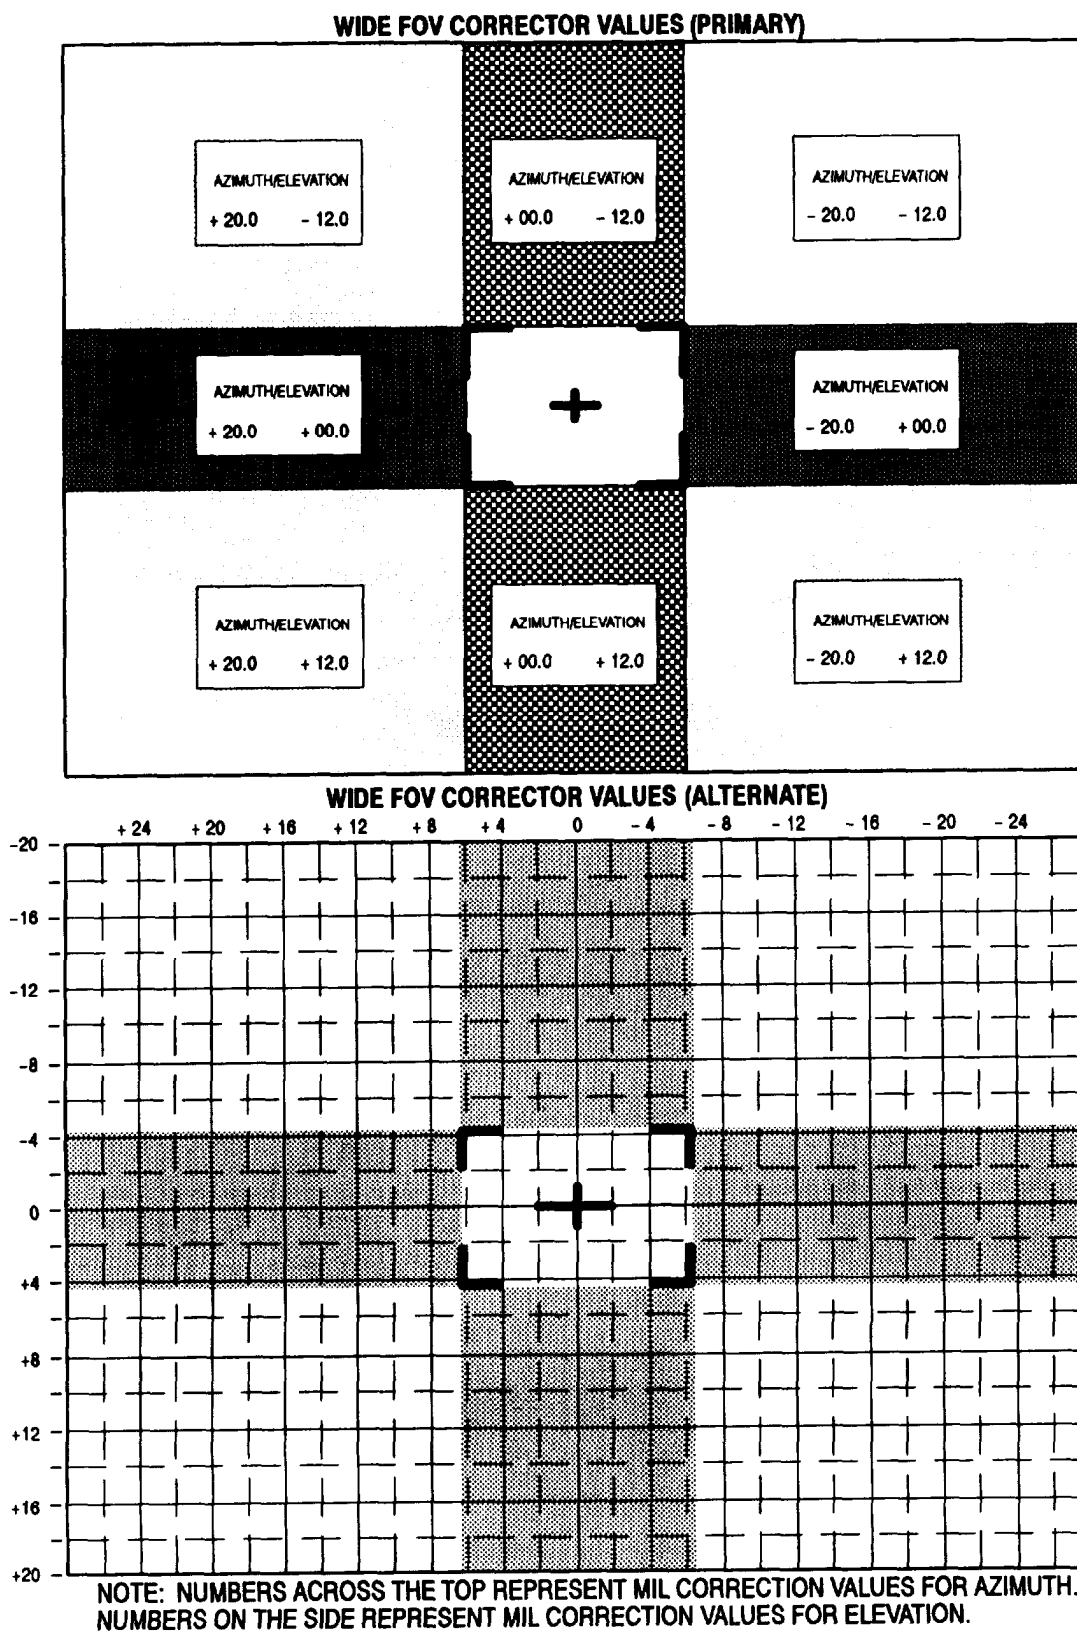 WIDE FOV CORRECTOR VALUES (PRIMARY)
AZIMUTH/ELEVATION
+ 20.0 - 12.0
AZIMUTH/ELEVATION
+ 00.0 - 12.0
AZIMUTH/ELEVATION
- 20.0 - 12.0
AZIMUTH/ELEVATION
+ 20.0 + 00.0
AZIMUTH/ELEVATION
- 20.0 + 00.0
AZIMUTH/ELEVATION
+ 20.0 + 12.0
AZIMUTH/ELEVATION
+ 00.0 + 12.0
AZIMUTH/ELEVATION
- 20.0 + 12.0
WIDE FOV CORRECTOR VALUES (ALTERNATE)
+ 24 + 20 + 16 + 12 + 8 + 4 0 - 4 - 8 - 12 - 16 - 20 - 24
-20
-16
-12
-8
-4
0
+4
+8
+12
+16
+20
NOTE: NUMBERS ACROSS THE TOP REPRESENT MIL CORRECTION VALUES FOR AZIMUTH.
NUMBERS ON THE SIDE REPRESENT MIL CORRECTION VALUES FOR ELEVATION.